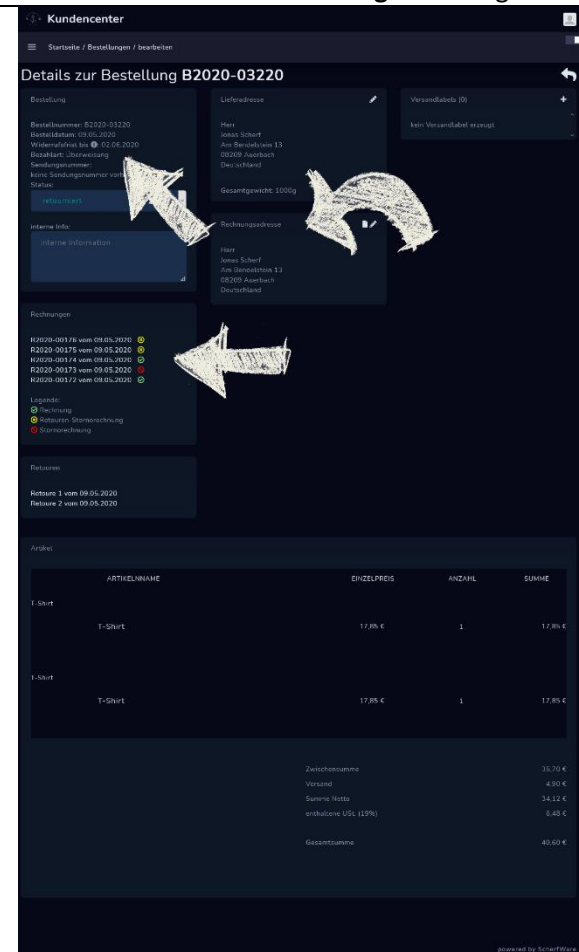 Kundencenter
Startseite / Bestellungen / bearbeiten
Details zur Bestellung B2020-03220
Bestellung
Bestellnummer: B2020-03220
Bestelldatum: 09.05.2020
Widerrufsfrist bis : 02.06.2020
Bezahlart: Überweisung
Sendungsnummer:
keine Sendungsnummer
Status:
retourniert
interne Info:
interne Information
Lieferadresse
Herr
Jonas Scherf
Am Bendelstein 13
08209 Auerbach
Deutschland
Gesamtgewicht: 1000g
Rechnungsadresse
Herr
Jonas Scherf
Am Bendelstein 13
08209 Auerbach
Deutschland
Versandlabels (0)
kein Versandlabel erzeugt
Rechnungen
R2020-00176 vom 09.05.2020
R2020-00175 vom 09.05.2020
R2020-00174 vom 09.05.2020
R2020-00173 vom 09.05.2020
R2020-00172 vom 09.05.2020
Legende:
Rechnung
Retouren Stornorechnung
Stornorechnung
Retouren
Retoure 1 vom 09.05.2020
Retoure 2 vom 09.05.2020
Artikel
ARTIKELNNAME EINZELPREIS ANZAHL SUMME
T-Shirt
T-Shirt 17,85 € 1 17,85 €
T-Shirt
T-Shirt 17,85 € 1 17,85 €
Zwischensumme 35,70 €
Versand 4,90 €
Summe Netto 34,12 €
enthaltene USt. (19%) 6,48 €
Gesamtsumme 40,60 €
powered by ScherfWare